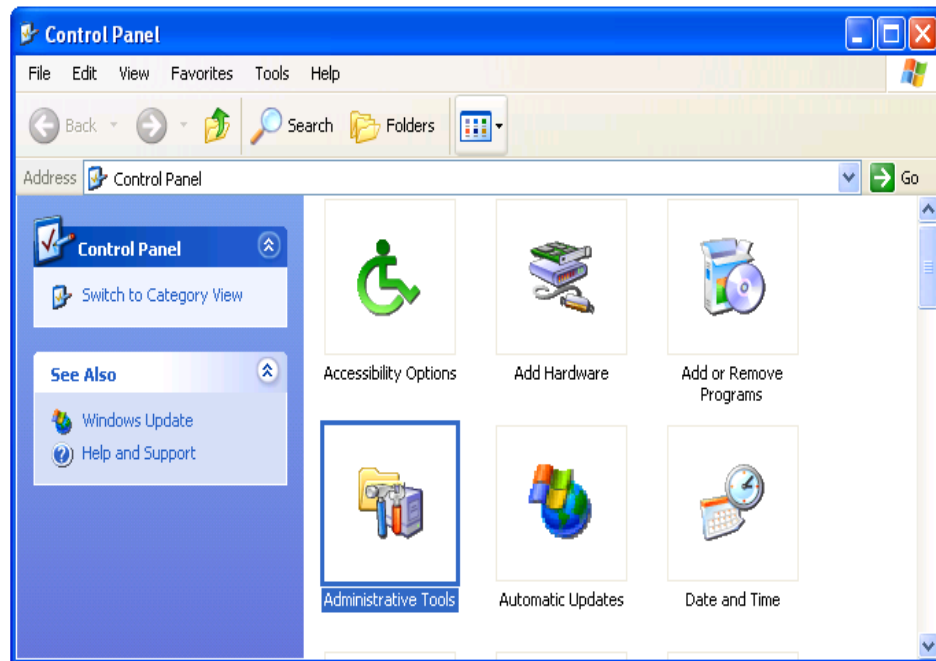 Control Panel
File Edit View Favorites Tools Help
Back Search Folders
Address Control Panel Go
Control Panel
Switch to Category View
See Also
Windows Update
Help and Support
Accessibility Options Add Hardware Add or Remove
Programs
Administrative Tools Automatic Updates Date and Time